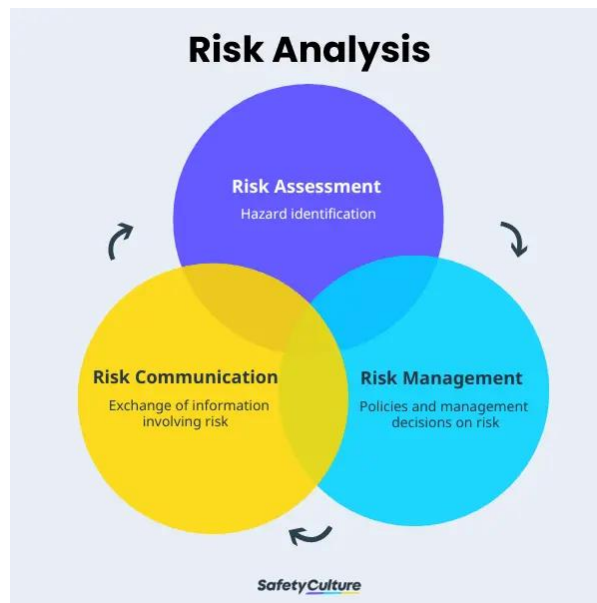 Risk Analysis
Risk Assessment
Hazard identification
Risk Communication
Exchange of information
involving risk
Risk Management
Policies and management
decisions on risk
SafetyCulture